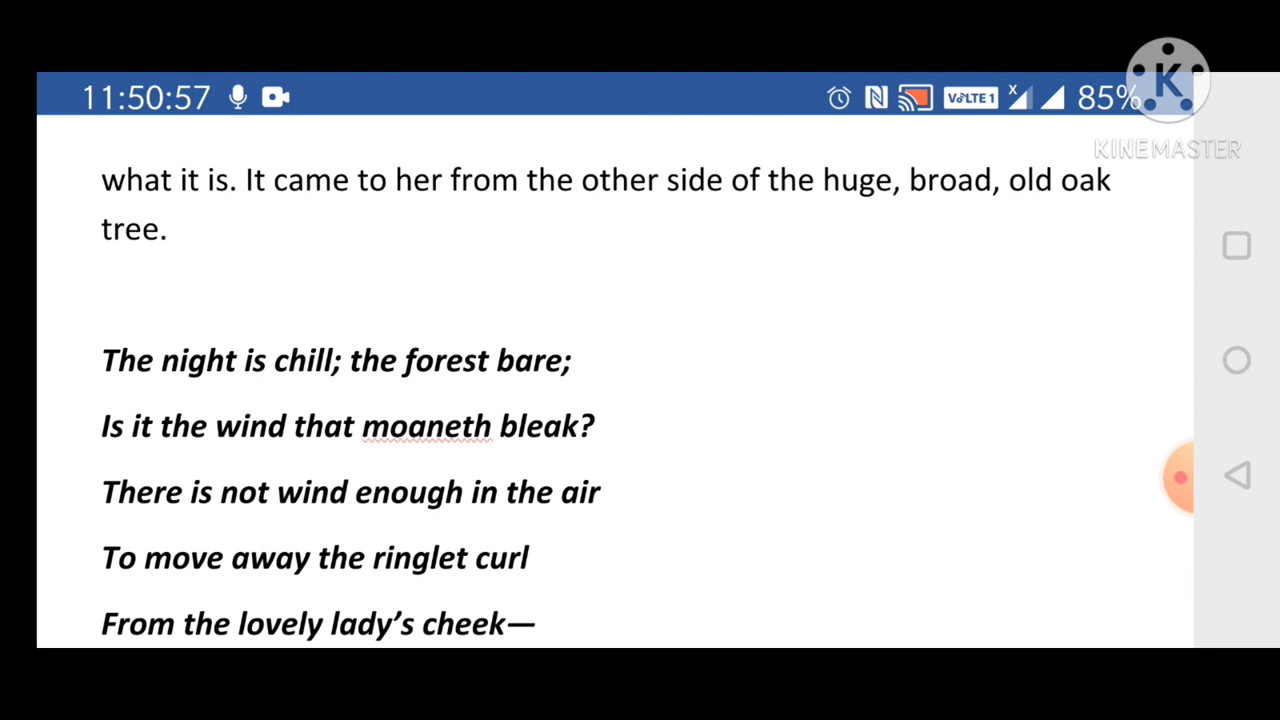 11:50:57 VoLTE 1 X 85%
K
KINEMASTER
what it is. It came to her from the other side of the huge, broad, old oak
tree.
The night is chill; the forest bare;
Is it the wind that moaneth bleak?
There is not wind enough in the air
To move away the ringlet curl
From the lovely lady’s cheek—